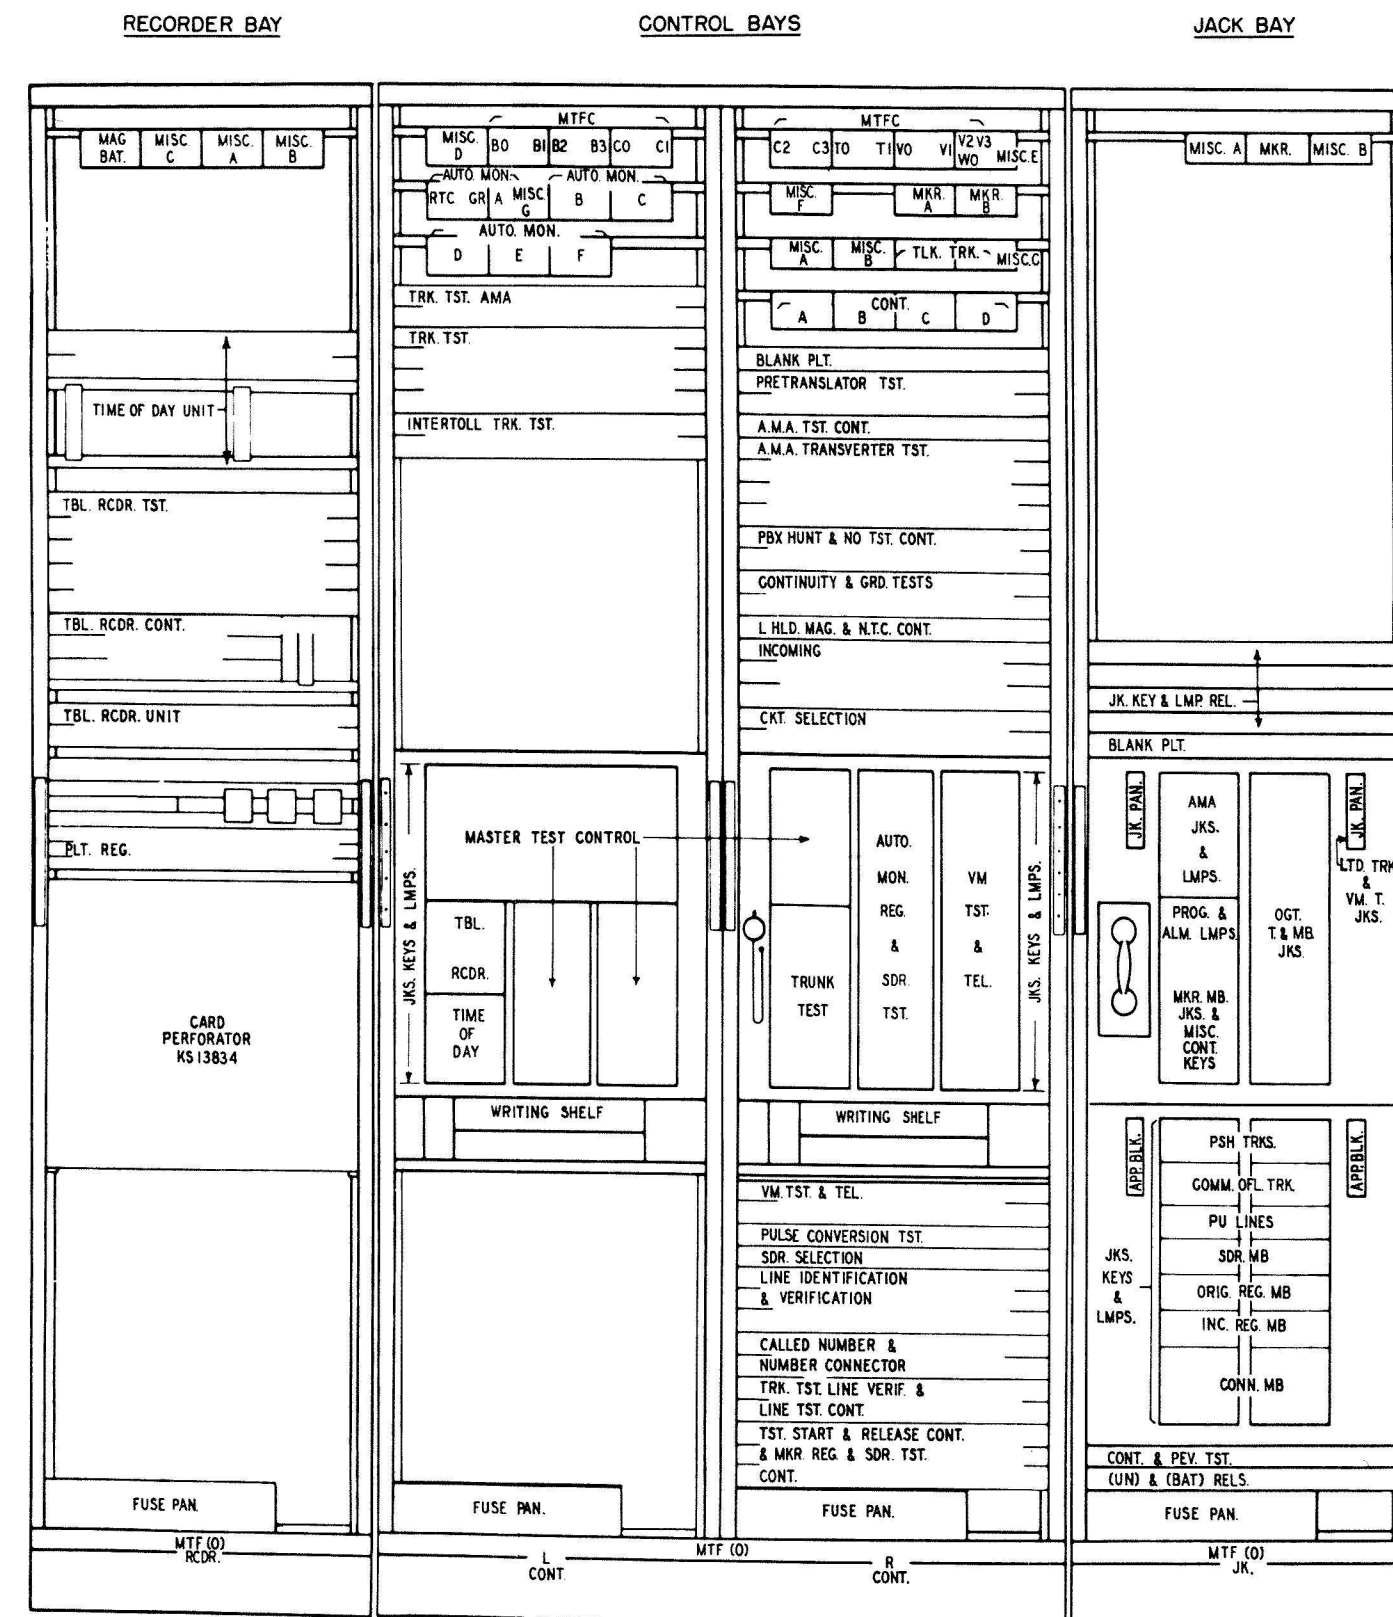 RECORDER BAY
CONTROL BAYS
JACK BAY
MAG BAT.
MISC C
MISC. A
MISC. B
TIME OF DAY UNIT
TBL. RCDR. TST.
TBL. RCDR. CONT.
TBL. RCDR. UNIT
PLT. REG.
CARD
PERFORATOR
KS13834
FUSE PAN.
MTF (0)
RCDR.
MTFC
MISC. D
B0 B1
B2 B3
C0 C1
AUTO. MON.
AUTO. MON.
RTC GR
A MISC. G
B
C
AUTO. MON.
D
E
F
TRK. TST. AMA
TRK. TST.
INTERTOLL TRK. TST.
JKS. KEYS & LMPS.
MASTER TEST CONTROL
TBL.
RCDR.
TIME
OF
DAY
WRITING SHELF
FUSE PAN.
L
CONT
MTF (0)
MTFC
C2 C3
T0 T1
V0 V1
V2 V3
W0
MISC.E
MISC. F
MKR. A
MKR. B
MISC. A
MISC. B
TLK. TRK.
MISC.C
CONT.
A
B
C
D
BLANK PLT.
PRETRANSLATOR TST.
A.M.A. TST. CONT.
A.M.A. TRANSVERTER TST.
PBX HUNT & NO TST. CONT.
CONTINUITY & GRD. TESTS
L HLD. MAG. & N.T.C. CONT.
INCOMING
CKT. SELECTION
TRUNK
TEST
AUTO.
MON.
REG.
&
SDR.
TST.
VM
TST.
&
TEL.
JKS. KEYS & LMPS.
WRITING SHELF
VM. TST. & TEL.
PULSE CONVERSION TST.
SDR. SELECTION
LINE IDENTIFICATION
& VERIFICATION
CALLED NUMBER &
NUMBER CONNECTOR
TRK. TST. LINE VERIF. &
LINE TST. CONT.
TST. START & RELEASE CONT.
& MKR REG & SDR. TST.
CONT.
FUSE PAN.
R
CONT.
MISC. A
MKR.
MISC. B
JK. KEY & LMP. REL.
BLANK PLT.
JK. PAN.
AMA
JKS.
&
LMPS.
PROG. &
ALM. LMPS.
MKR. MB.
JKS. &
MISC.
CONT.
KEYS
OGT.
T. & MB.
JKS.
JK. PAN.
LTD. TRK
&
VM. T.
JKS.
APP. BLK.
APP. BLK.
PSH TRKS.
COMM. OFL. TRK.
PU LINES
SDR. MB
ORIG. REG. MB
INC. REG. MB
CONN. MB
JKS.
KEYS
&
LMPS.
CONT. & PEV. TST.
(UN) & (BAT) RELS.
FUSE PAN.
MTF (0)
JK.